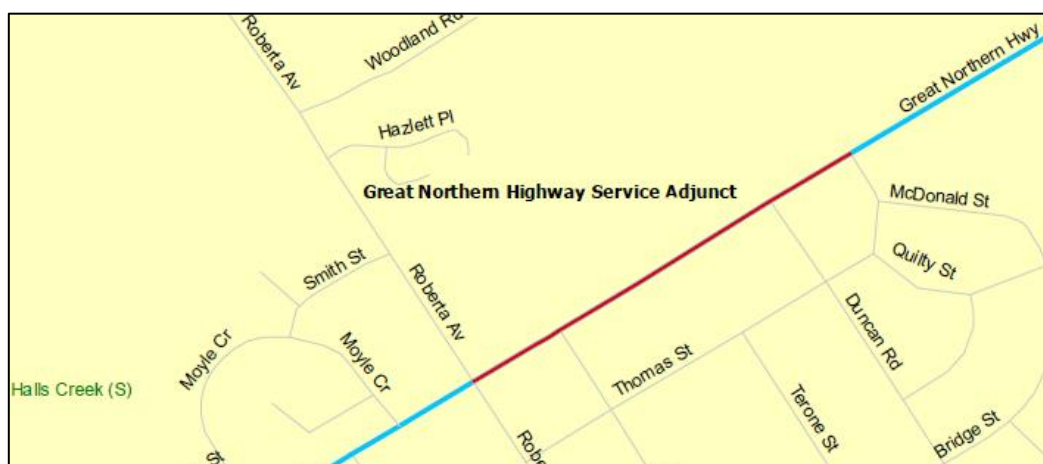 Roberta Av
Woodland Rd
Great Northern Hwy
Hazlett Pl
Great Northern Highway Service Adjunct
McDonald St
Smith St
Roberta Av
Quilty St
Moyle Cr
Moyle Cr
Duncan Rd
Thomas St
Halls Creek (S)
Terone St
Bridge St
Robe